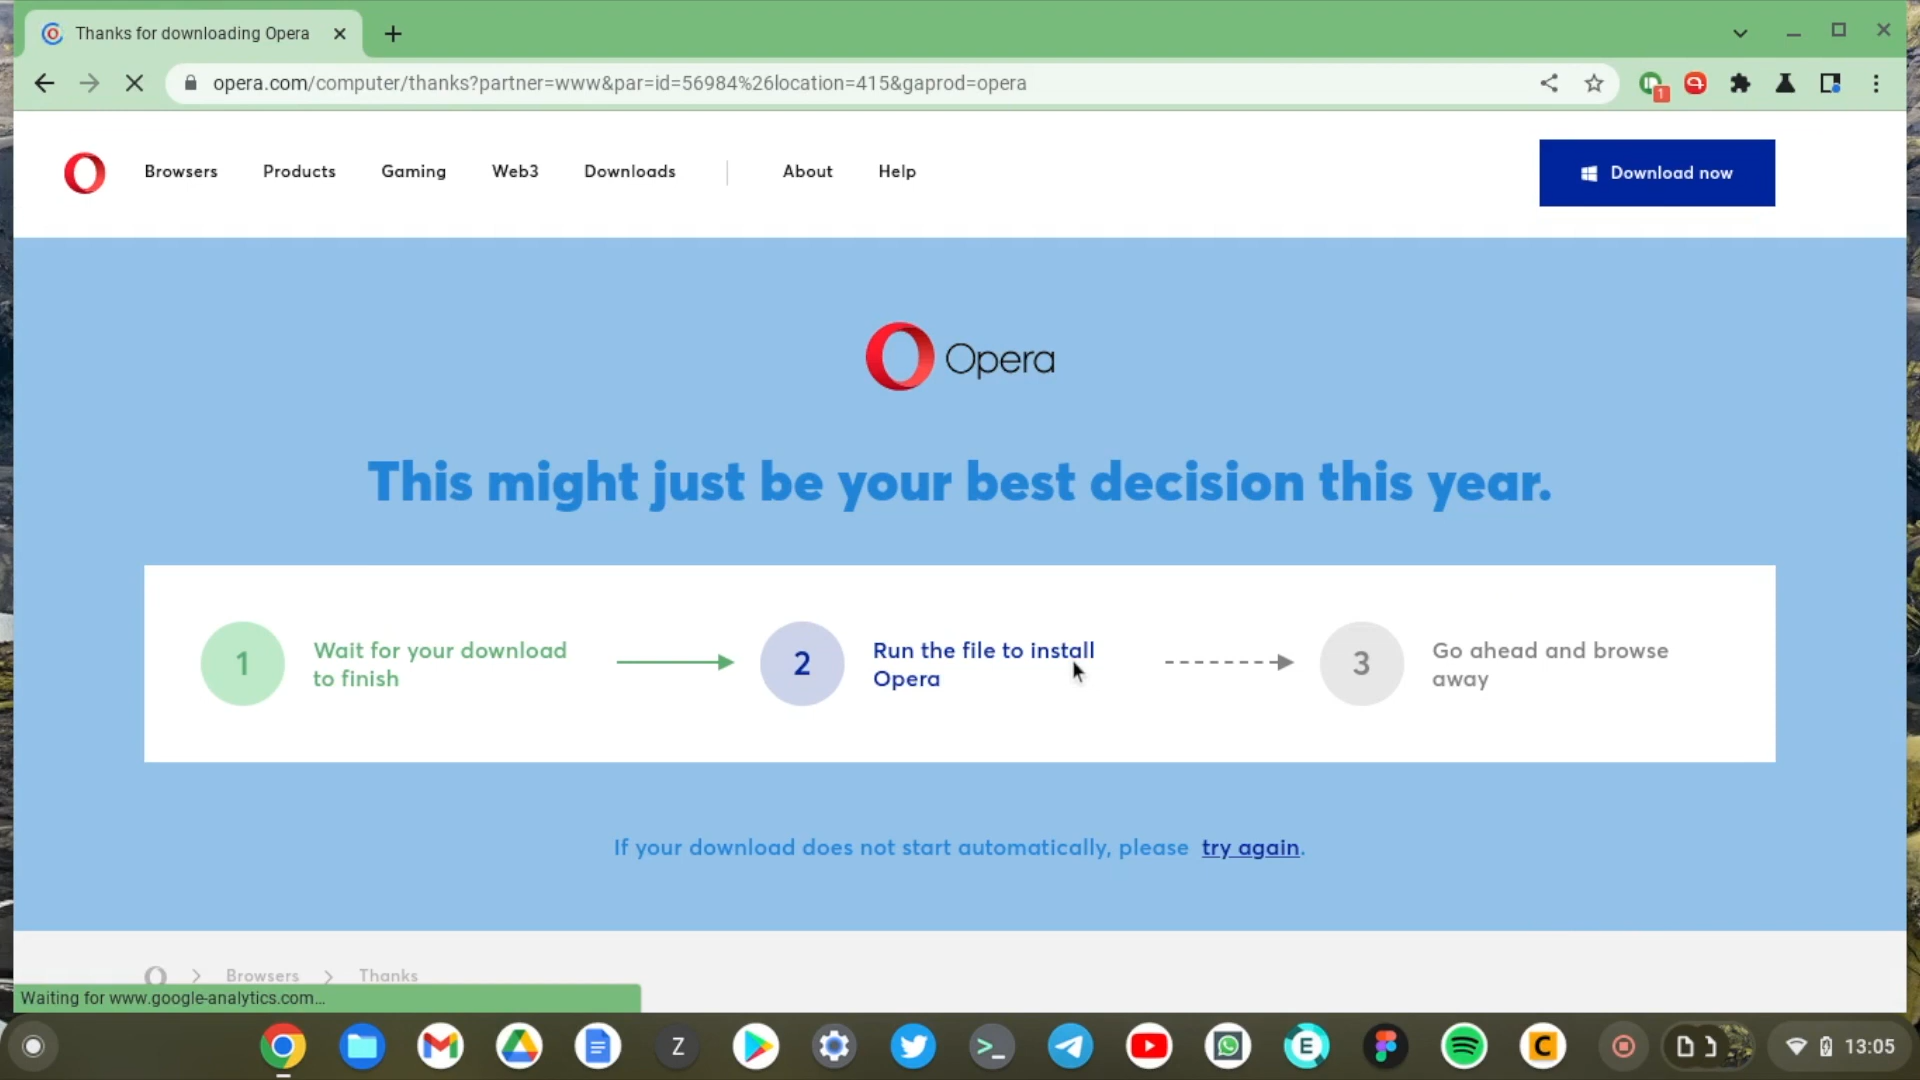 Thanks for downloading Opera
opera.com/computer/thanks?partner=www&par=id=56984%26location=415&gaprod=opera
1
Browsers
Products
Gaming
Web3
Downloads
About
Help
Download now
Opera
This might just be your best decision this year.
1
Wait for your download
to finish
2
Run the file to install
Opera
3
Go ahead and browse
away
If your download does not start automatically, please try again.
Browsers
Thanks
Waiting for www.google-analytics.com...
Z
>_
E
C
13:05